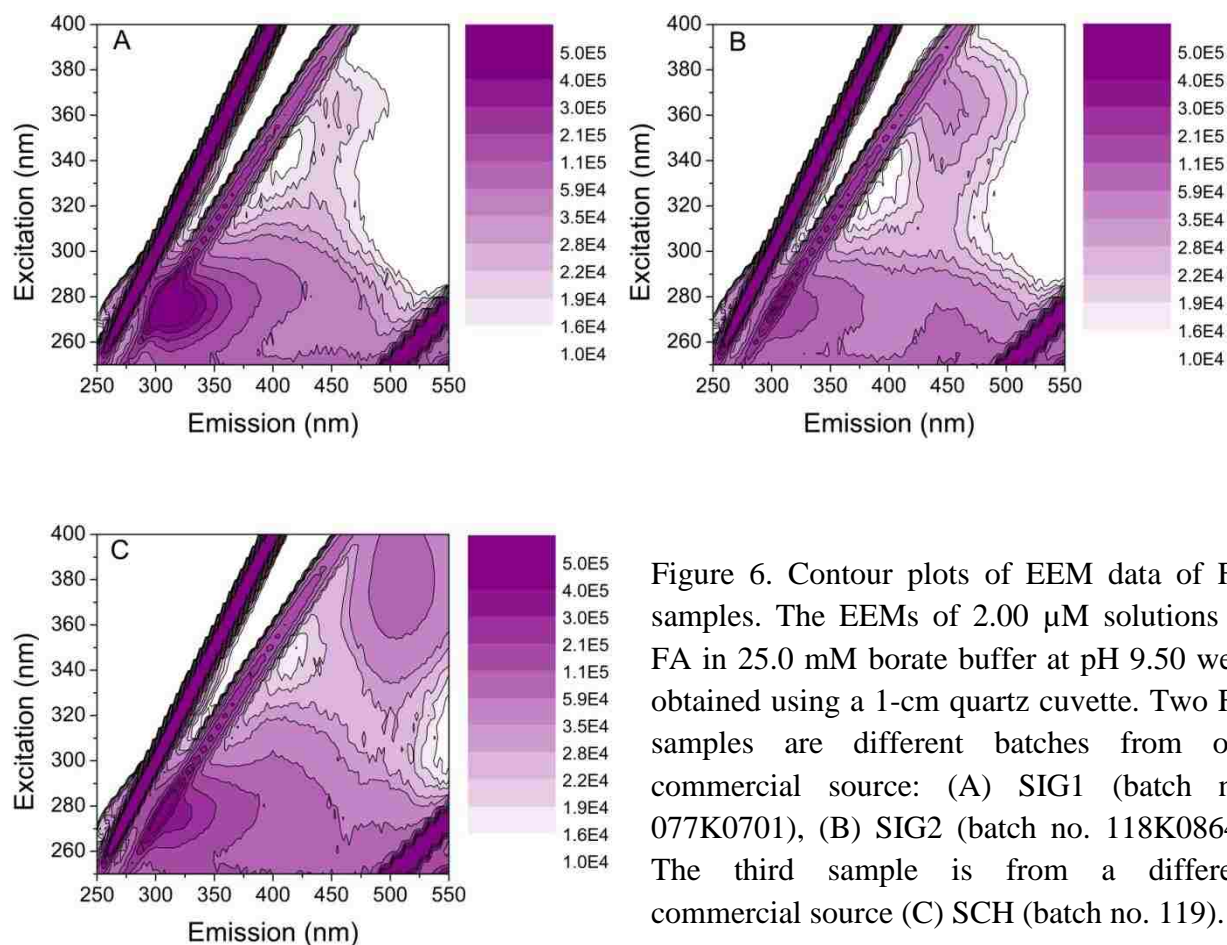 A
400
380
360
340
320
300
280
260
Excitation (nm)
250 300 350 400 450 500 550
Emission (nm)
5.0E5
4.0E5
3.0E5
2.1E5
1.1E5
5.9E4
3.5E4
2.8E4
2.2E4
1.9E4
1.6E4
1.0E4
B
400
380
360
340
320
300
280
260
Excitation (nm)
250 300 350 400 450 500 550
Emission (nm)
5.0E5
4.0E5
3.0E5
2.1E5
1.1E5
5.9E4
3.5E4
2.8E4
2.2E4
1.9E4
1.6E4
1.0E4
C
400
380
360
340
320
300
280
260
Excitation (nm)
250 300 350 400 450 500 550
Emission (nm)
5.0E5
4.0E5
3.0E5
2.1E5
1.1E5
5.9E4
3.5E4
2.8E4
2.2E4
1.9E4
1.6E4
1.0E4
Figure 6. Contour plots of EEM data of
samples. The EEMs of 2.00 µM solutions
FA in 25.0 mM borate buffer at pH 9.50 we
obtained using a 1-cm quartz cuvette. Two
samples are different batches from o
commercial source: (A) SIG1 (batch n
077K0701), (B) SIG2 (batch no. 118K0864
The third sample is from a differe
commercial source (C) SCH (batch no. 119).